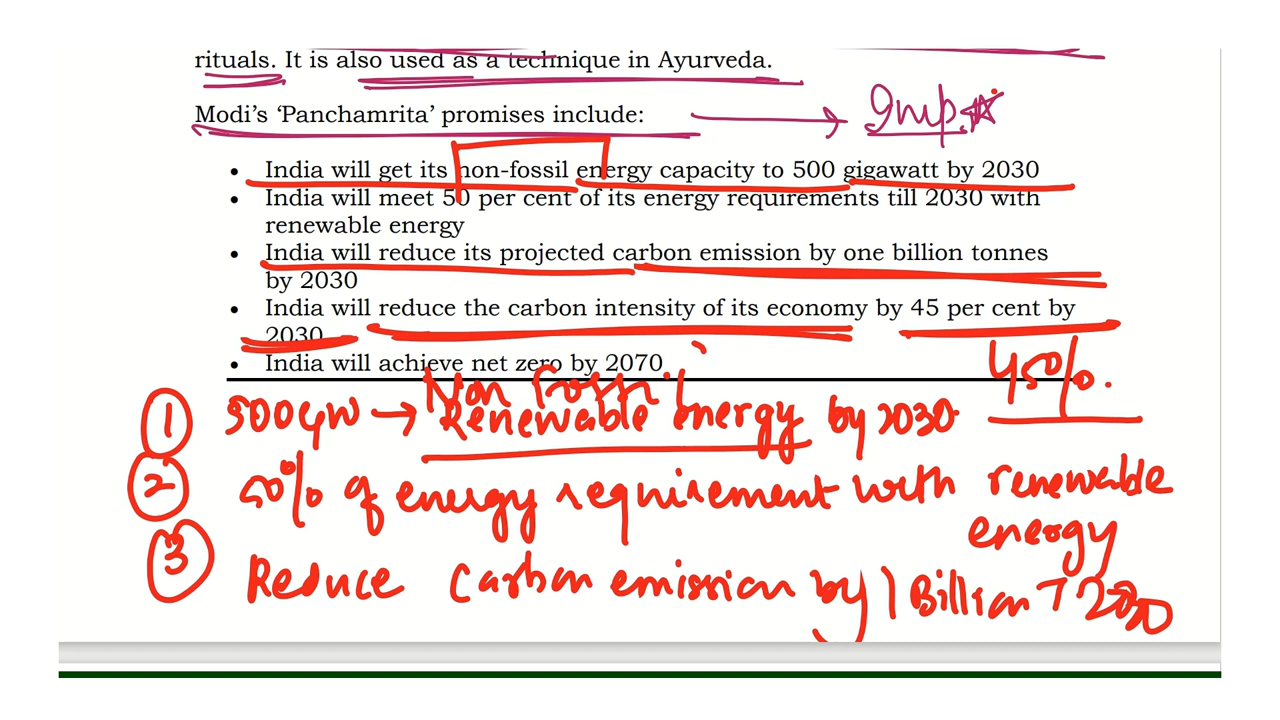 rituals. It is also used as a technique in Ayurveda.
Modi's 'Panchamrita' promises include:
Imp.
• India will get its non-fossil energy capacity to 500 gigawatt by 2030
• India will meet 50 per cent of its energy requirements till 2030 with
renewable energy
• India will reduce its projected carbon emission by one billion tonnes
by 2030
• India will reduce the carbon intensity of its economy by 45 per cent by
2030
• India will achieve net zero by 2070
45%.
Non Fossil
1 500GW → Renewable energy by 2030.
2 50% of energy requirement with renewable
energy
3 Reduce Carbon emission by 1 Billion T 2030